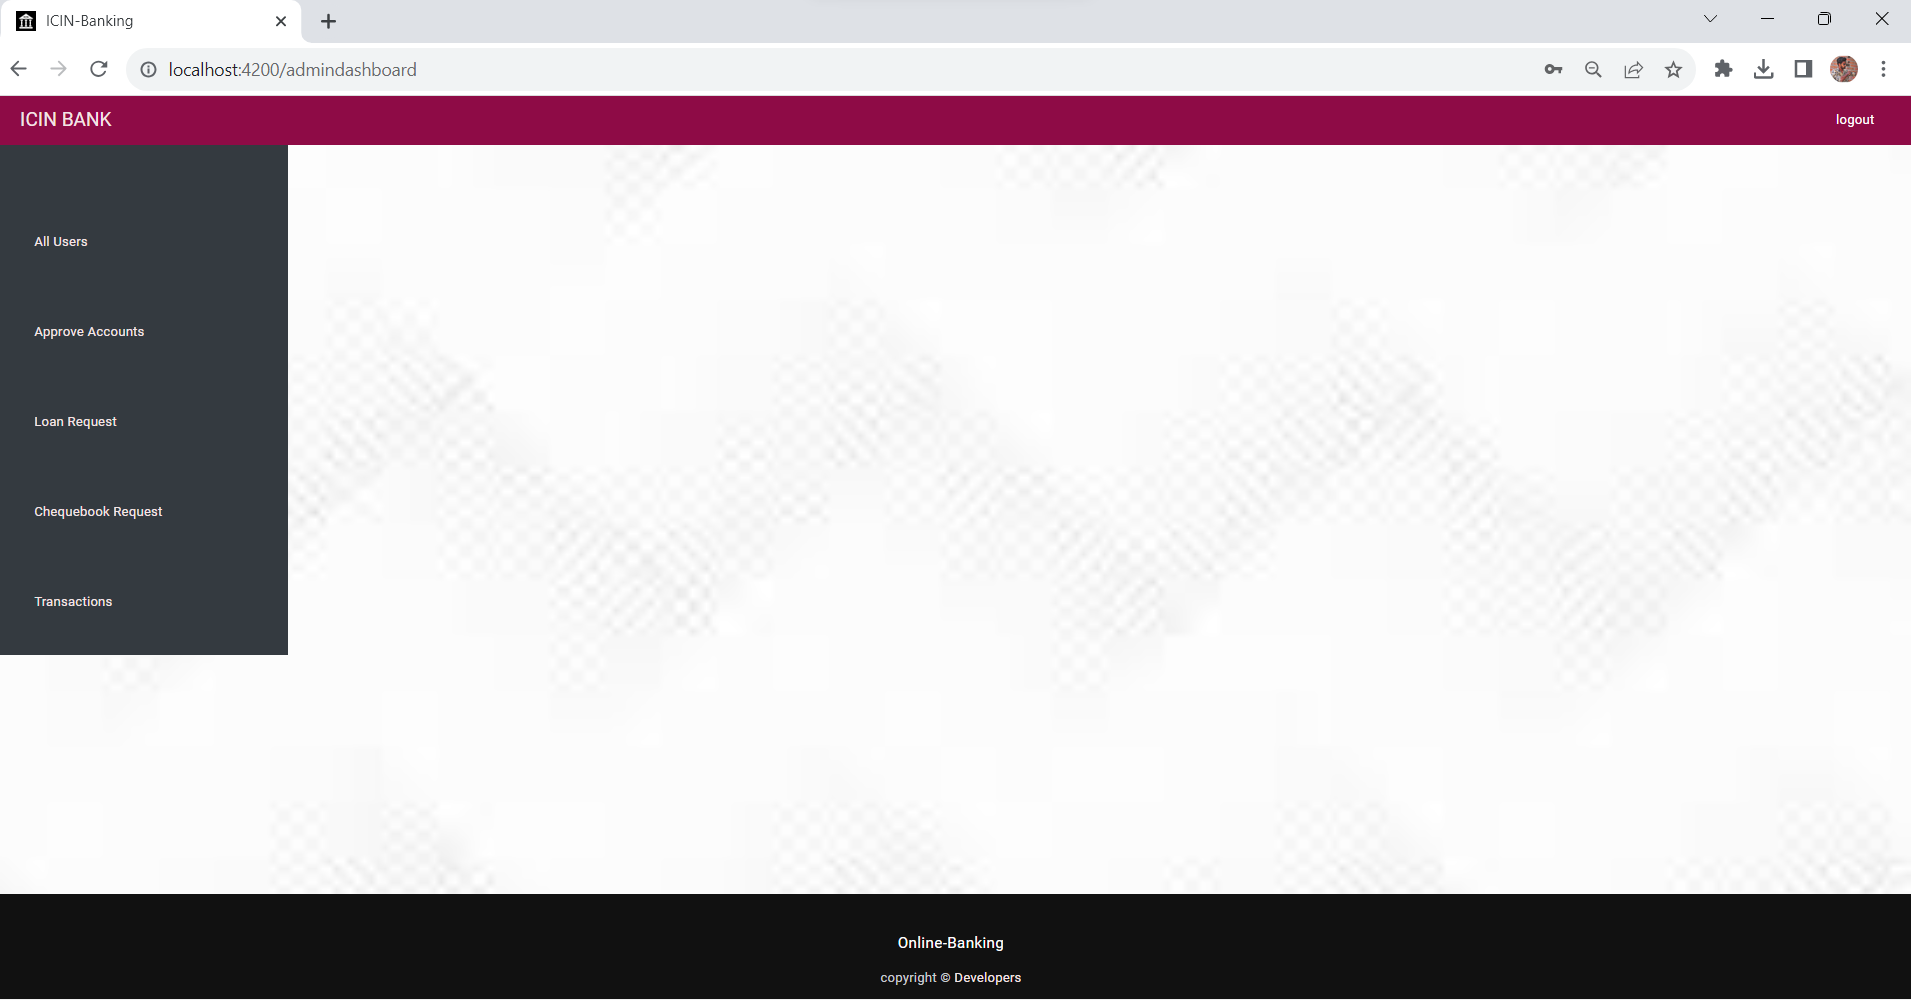 ICIN-Banking
localhost:4200/admindashboard
ICIN BANK
logout
All Users
Approve Accounts
Loan Request
Chequebook Request
Transactions
Online-Banking
copyright © Developers